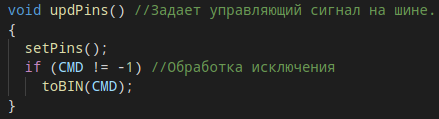 void updPins() //Задает управляющий сигнал на шине.
{
  setPins();
  if (CMD != -1) //Обработка исключения
    toBIN(CMD);
}